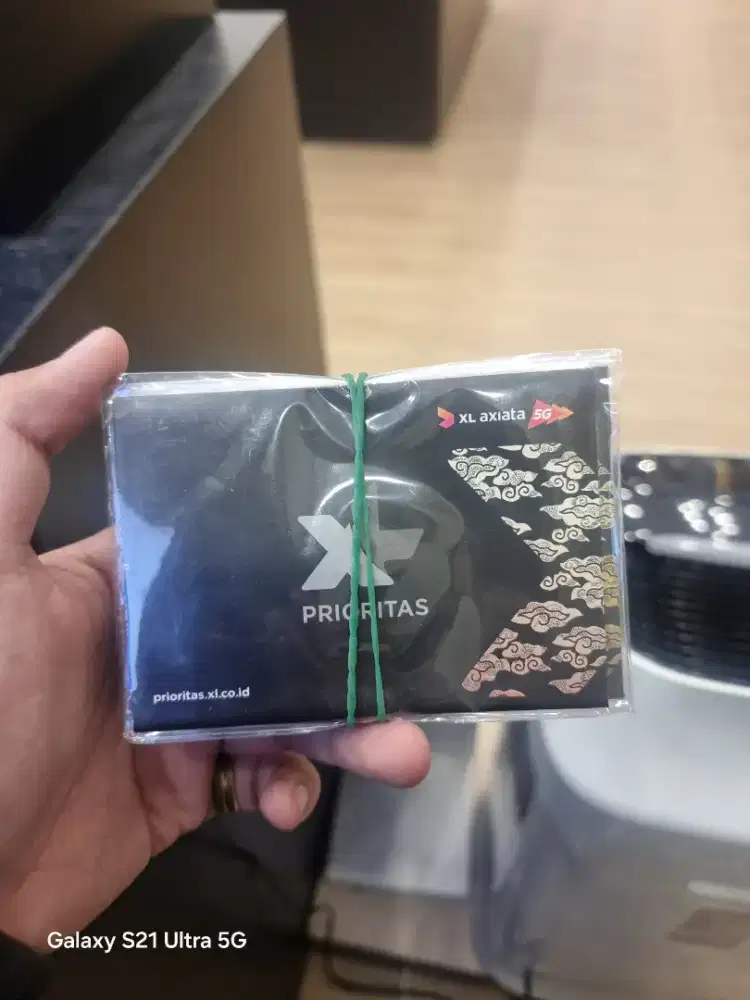 XL axiata 5G
XL
PRIORITAS
prioritas.xl.co.id
Galaxy S21 Ultra 5G